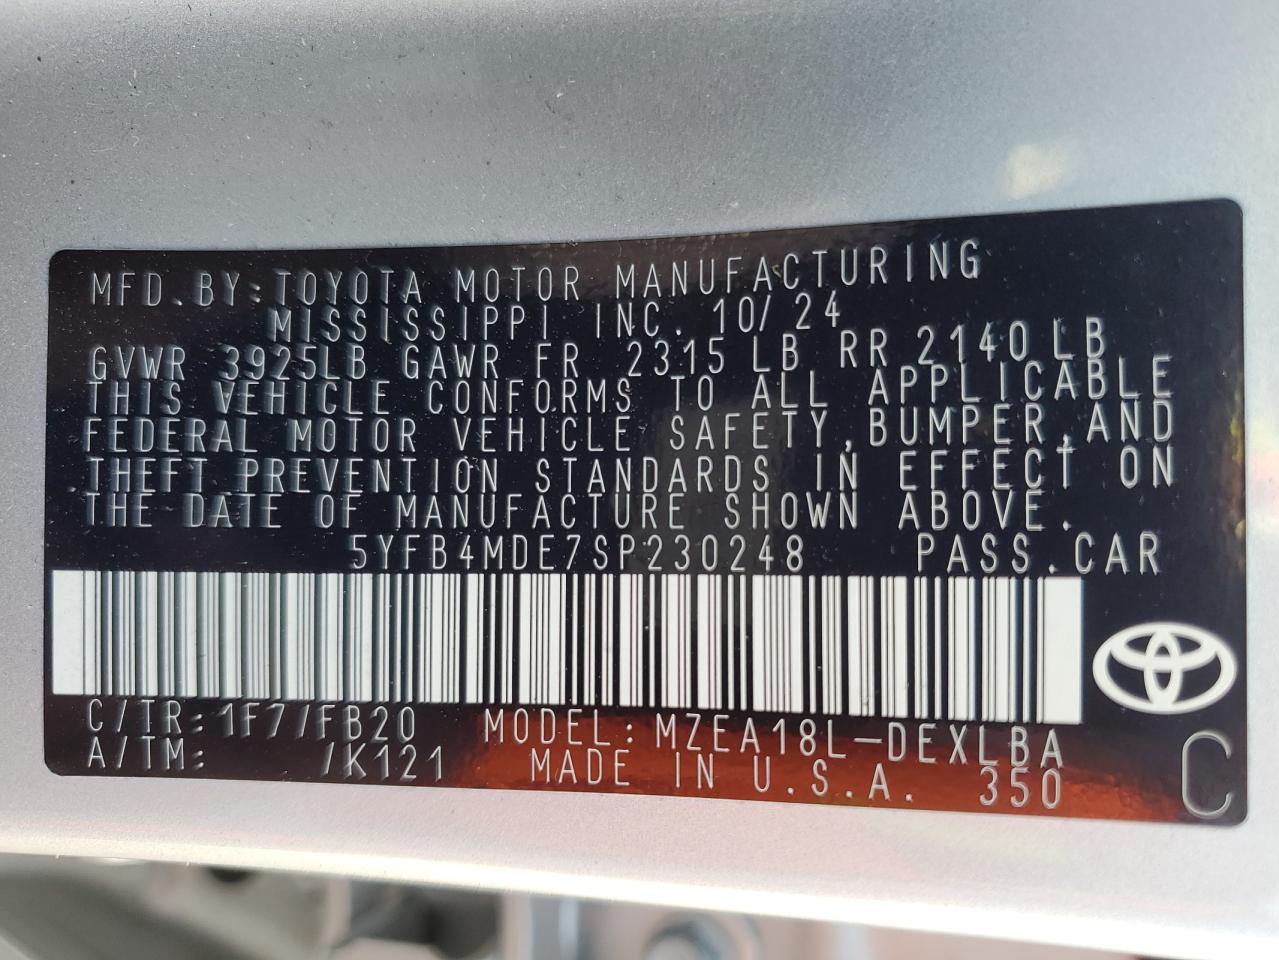 MFD.BY:TOYOTA MOTOR MANUFACTURING
MISSISSIPPI INC. 10/24
GVWR 3925LB GAWR FR 2315LB RR 2140LB
THIS VEHICLE CONFORMS TO ALL APPLICABLE
FEDERAL MOTOR VEHICLE SAFETY,BUMPER,AND
THEFT PREVENTION STANDARDS IN EFFECT ON
THE DATE OF MANUFACTURE SHOWN ABOVE.
5YFB4MDE7SP230248 PASS.CAR
C/TR:1F7/FB20 MODEL:MZEA18L-DEXLBA
A/TM: /K121 MADE IN U.S.A. 350
C